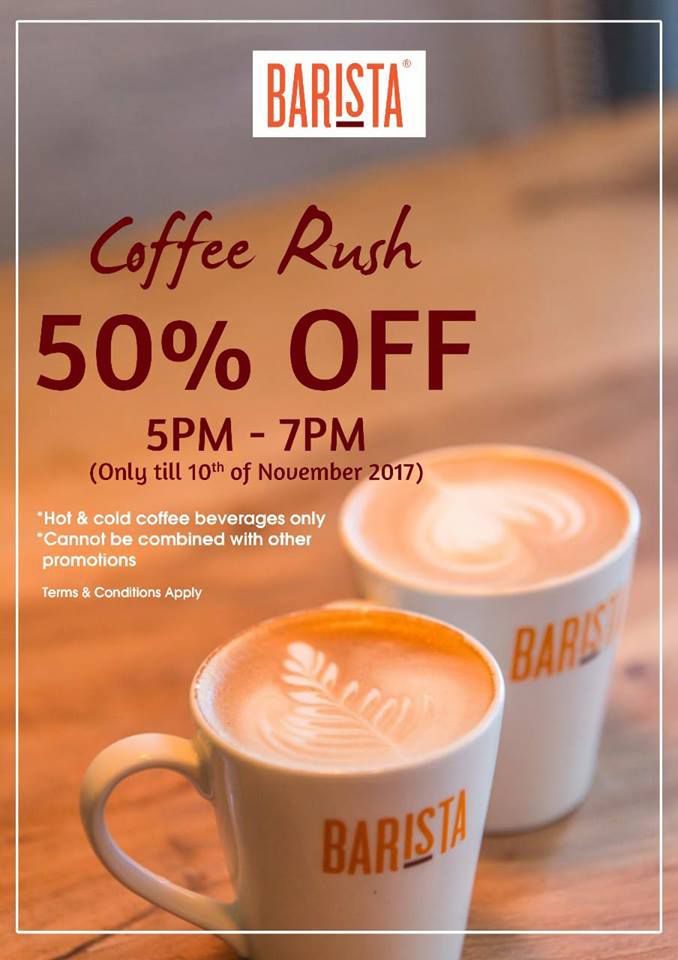 BARISTA®
Coffee Rush
50% OFF
5PM - 7PM
(Only till 10th of November 2017)
*Hot & cold coffee beverages only
*Cannot be combined with other
promotions
Terms & Conditions Apply
BARISTA
BARISTA